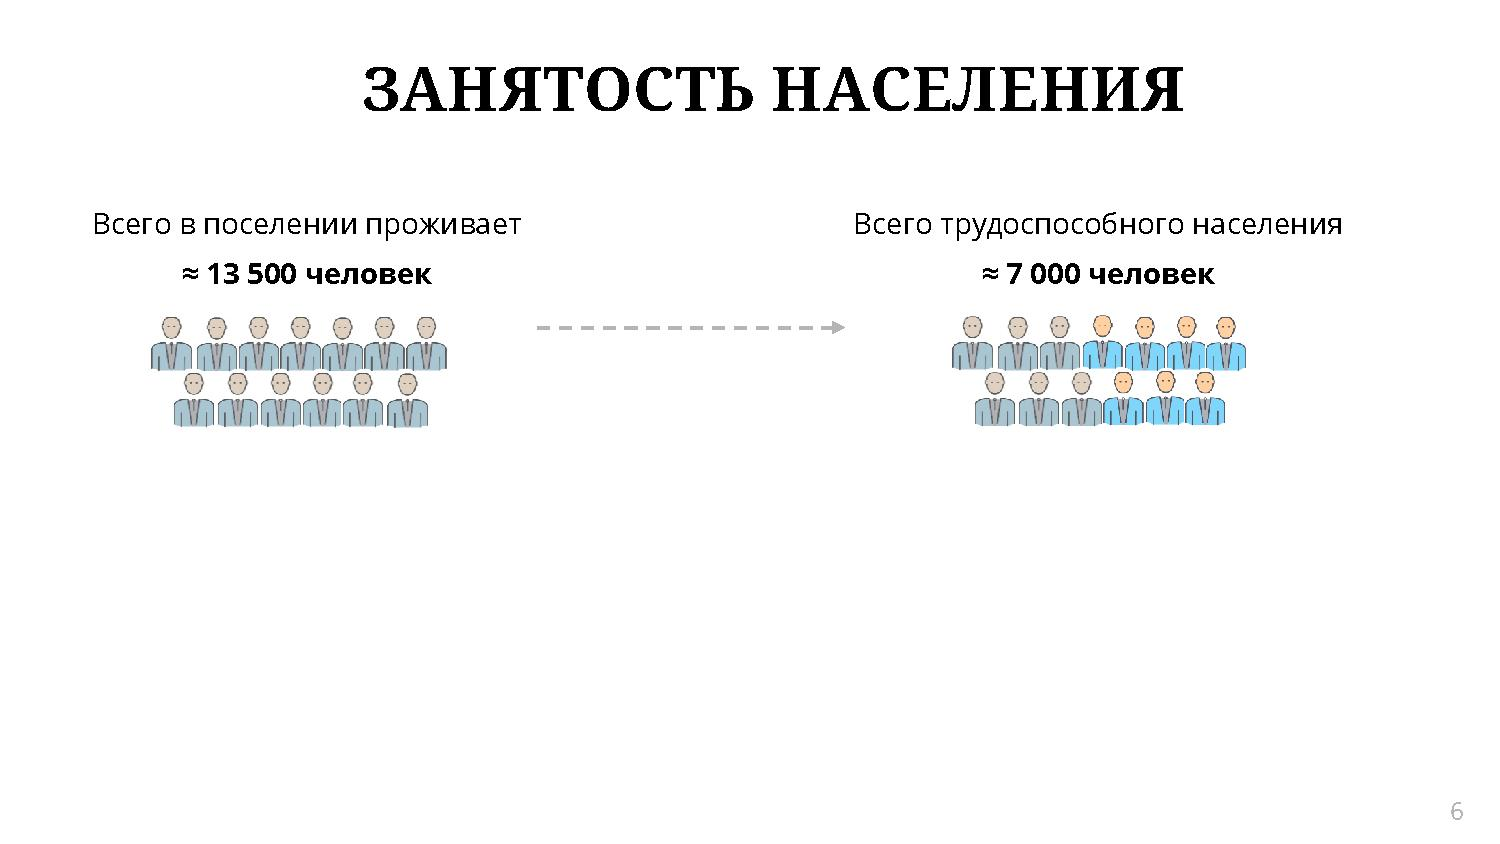 ЗАНЯТОСТЬ НАСЕЛЕНИЯ
Всего в поселении проживает
≈ 13 500 человек
Всего трудоспособного населения
≈ 7 000 человек
6